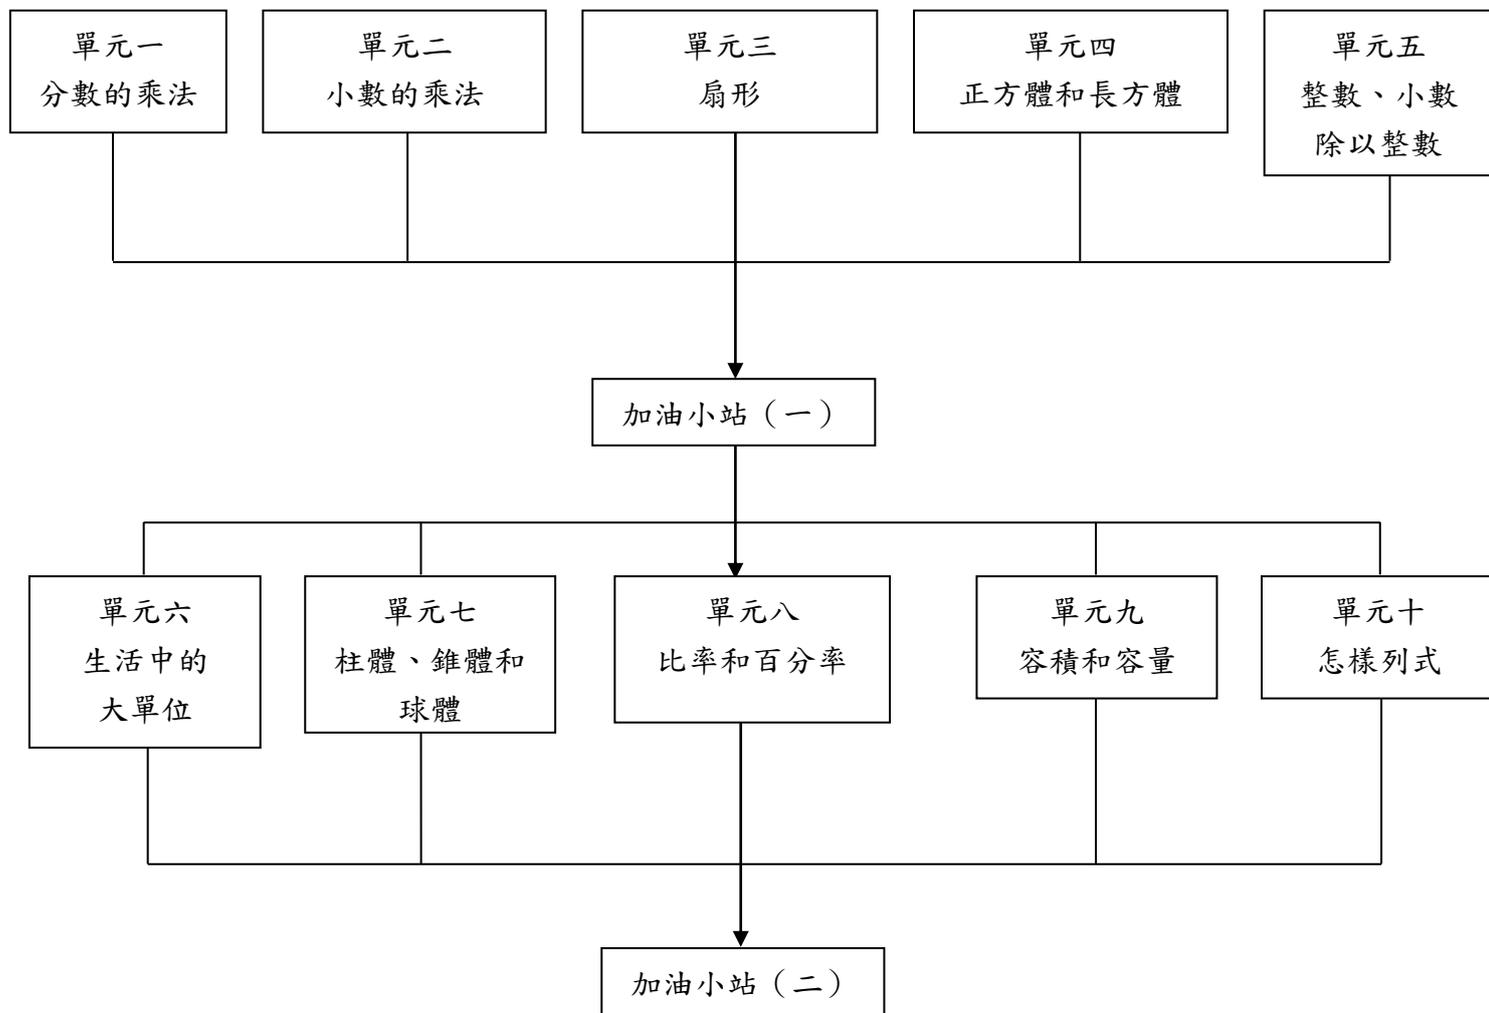 單元一
分數的乘法
單元二
小數的乘法
單元三
扇形
單元四
正方體和長方體
單元五
整數、小數
除以整數
加油小站（一）
單元六
生活中的
大單位
單元七
柱體、錐體和
球體
單元八
比率和百分率
單元九
容積和容量
單元十
怎樣列式
加油小站（二）